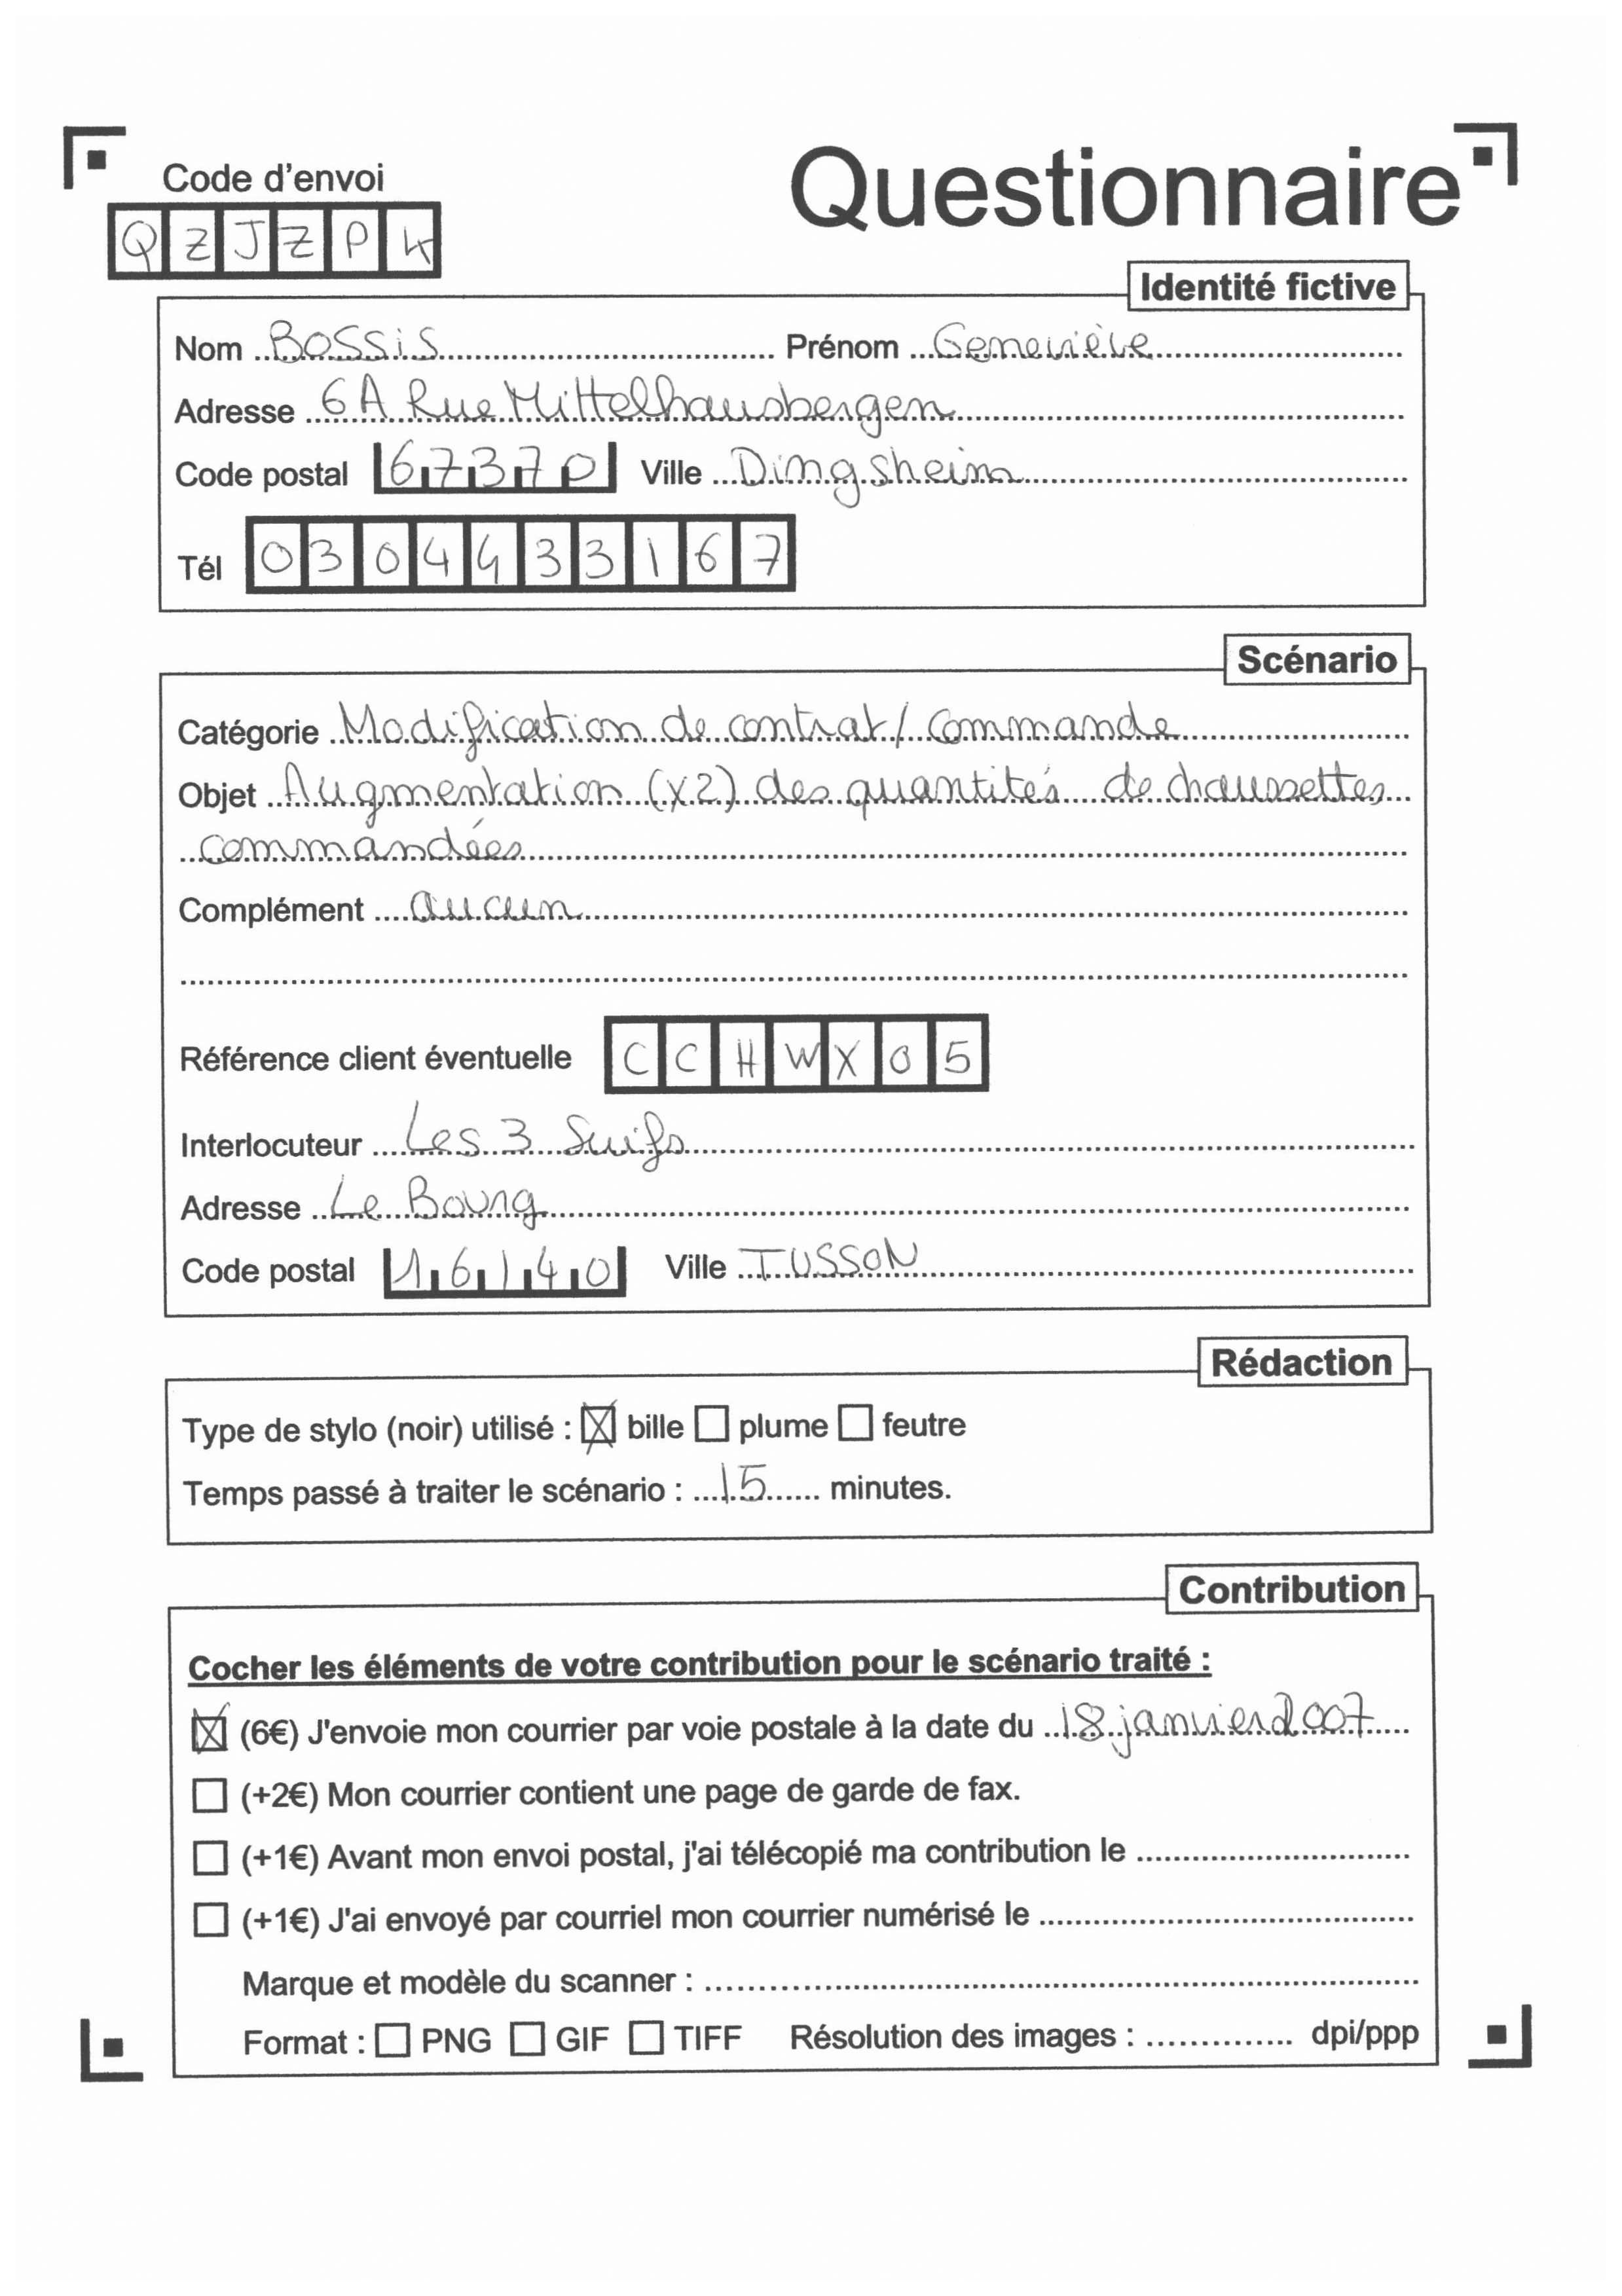 Questionnaire
Code d'envoi
QZJZPK
Identité fictive
Nom Bossis Prénom Geneviève
Adresse 6A Rue Mittelhausbergen
Code postal 67370 Ville Dingsheim
Tél 0304433167
Scénario
Catégorie Modification de contrat / Commande
Objet Augmentation (x2) des quantités de chaussettes
commandées
Complément aucun
Référence client éventuelle CCHWX05
Interlocuteur Les 3 Suifs
Adresse Le Bourg
Code postal 16140 Ville TUSSON
Rédaction
Type de stylo (noir) utilisé : ☒ bille ☐ plume ☐ feutre
Temps passé à traiter le scénario : 15 minutes.
Contribution
Cocher les éléments de votre contribution pour le scénario traité :
☒ (6€) J'envoie mon courrier par voie postale à la date du 18 janvier 2007
☐ (+2€) Mon courrier contient une page de garde de fax.
☐ (+1€) Avant mon envoi postal, j'ai télécopié ma contribution le
☐ (+1€) J'ai envoyé par courriel mon courrier numérisé le
Marque et modèle du scanner :
Format : ☐ PNG ☐ GIF ☐ TIFF Résolution des images : dpi/ppp